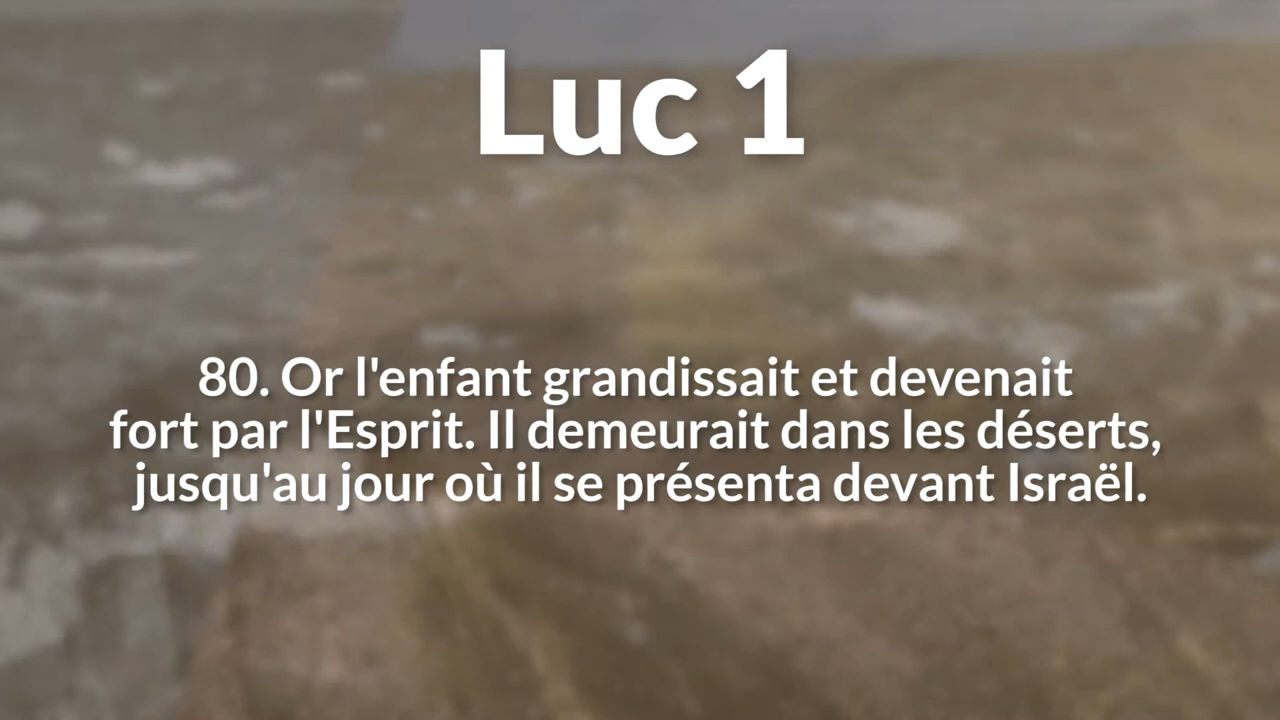 Luc 1
80. Or l'enfant grandissait et devenait
fort par l'Esprit. Il demeurait dans les déserts,
jusqu'au jour où il se présenta devant Israël.